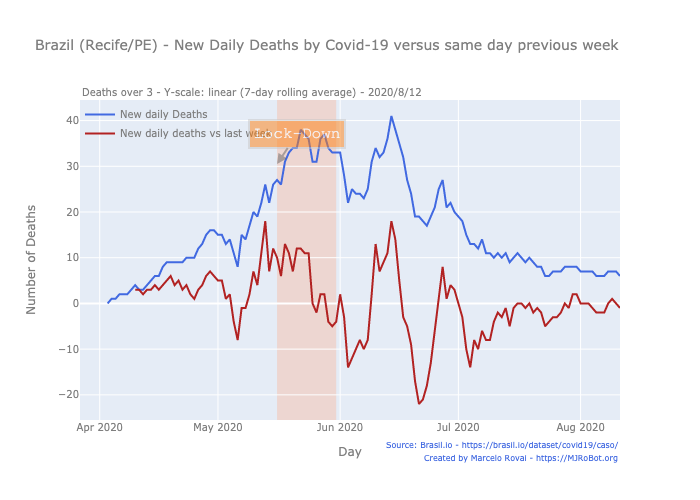 Brazil (Recife/PE) - New Daily Deaths by Covid-19 versus same day previous week
Deaths over 3 - Y-scale: linear (7-day rolling average) - 2020/8/12
New daily Deaths
New daily deaths vs last week
Lock-Down
Number of Deaths
40
30
20
10
0
−10
−20
Apr 2020
May 2020
Jun 2020
Jul 2020
Aug 2020
Day
Source: Brasil.io - https://brasil.io/dataset/covid19/caso/
Created by Marcelo Rovai - https://MJRoBot.org